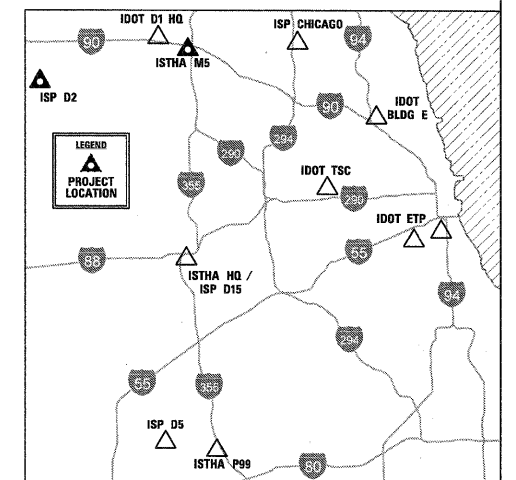 IDOT D1 HQ
ISP CHICAGO
94
90
ISTHA M5
ISP D2
90
IDOT
BLDG E
LEGEND
PROJECT
LOCATION
290
294
IDOT TSC
355
290
IDOT ETP
88
55
ISTHA HQ /
ISP D15
94
294
55
355
ISP D5
ISTHA P99
80